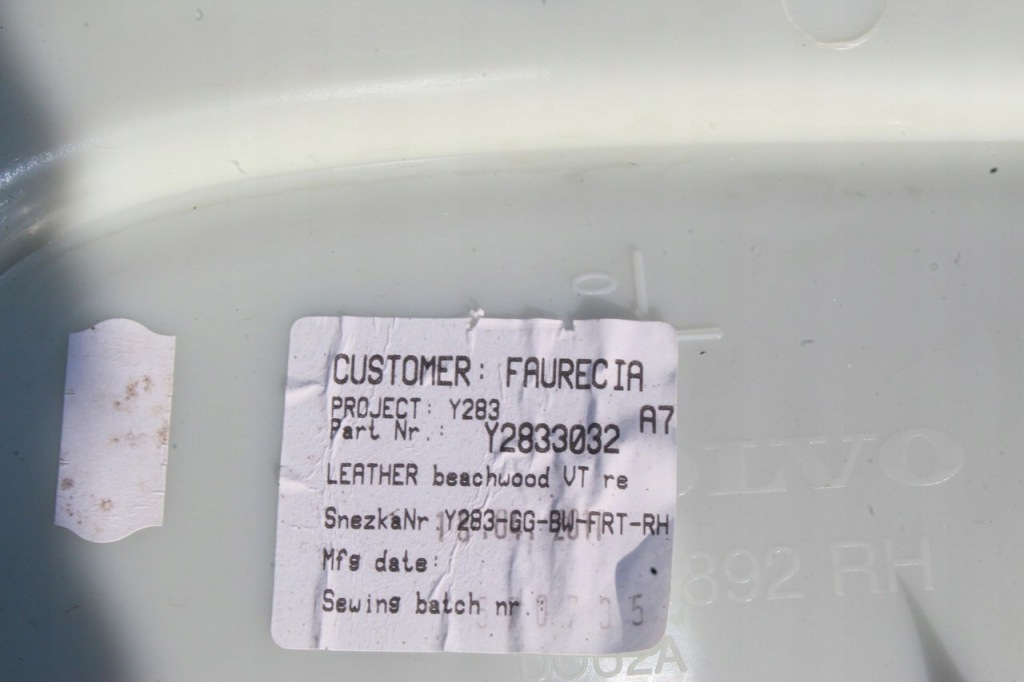 CUSTOMER: FAURECIA
PROJECT: Y283
A7
Part Nr.: Y2833032
LEATHER beachwood VT re
SnezkaNr Y283-GG-BW-FRT-RH
Mfg date:
Sewing batch nr.:
OLVO
892 RH